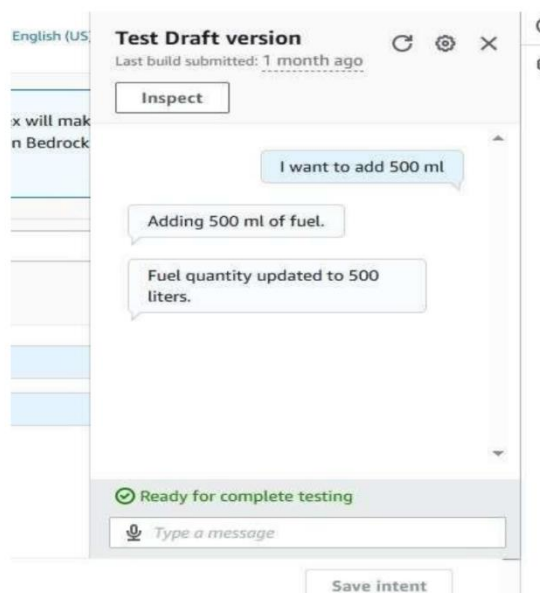 English (US)
Test Draft version
Last build submitted: 1 month ago
Inspect
x will mak
n Bedrock
I want to add 500 ml
Adding 500 ml of fuel.
Fuel quantity updated to 500
liters.
Ready for complete testing
Type a message
Save intent